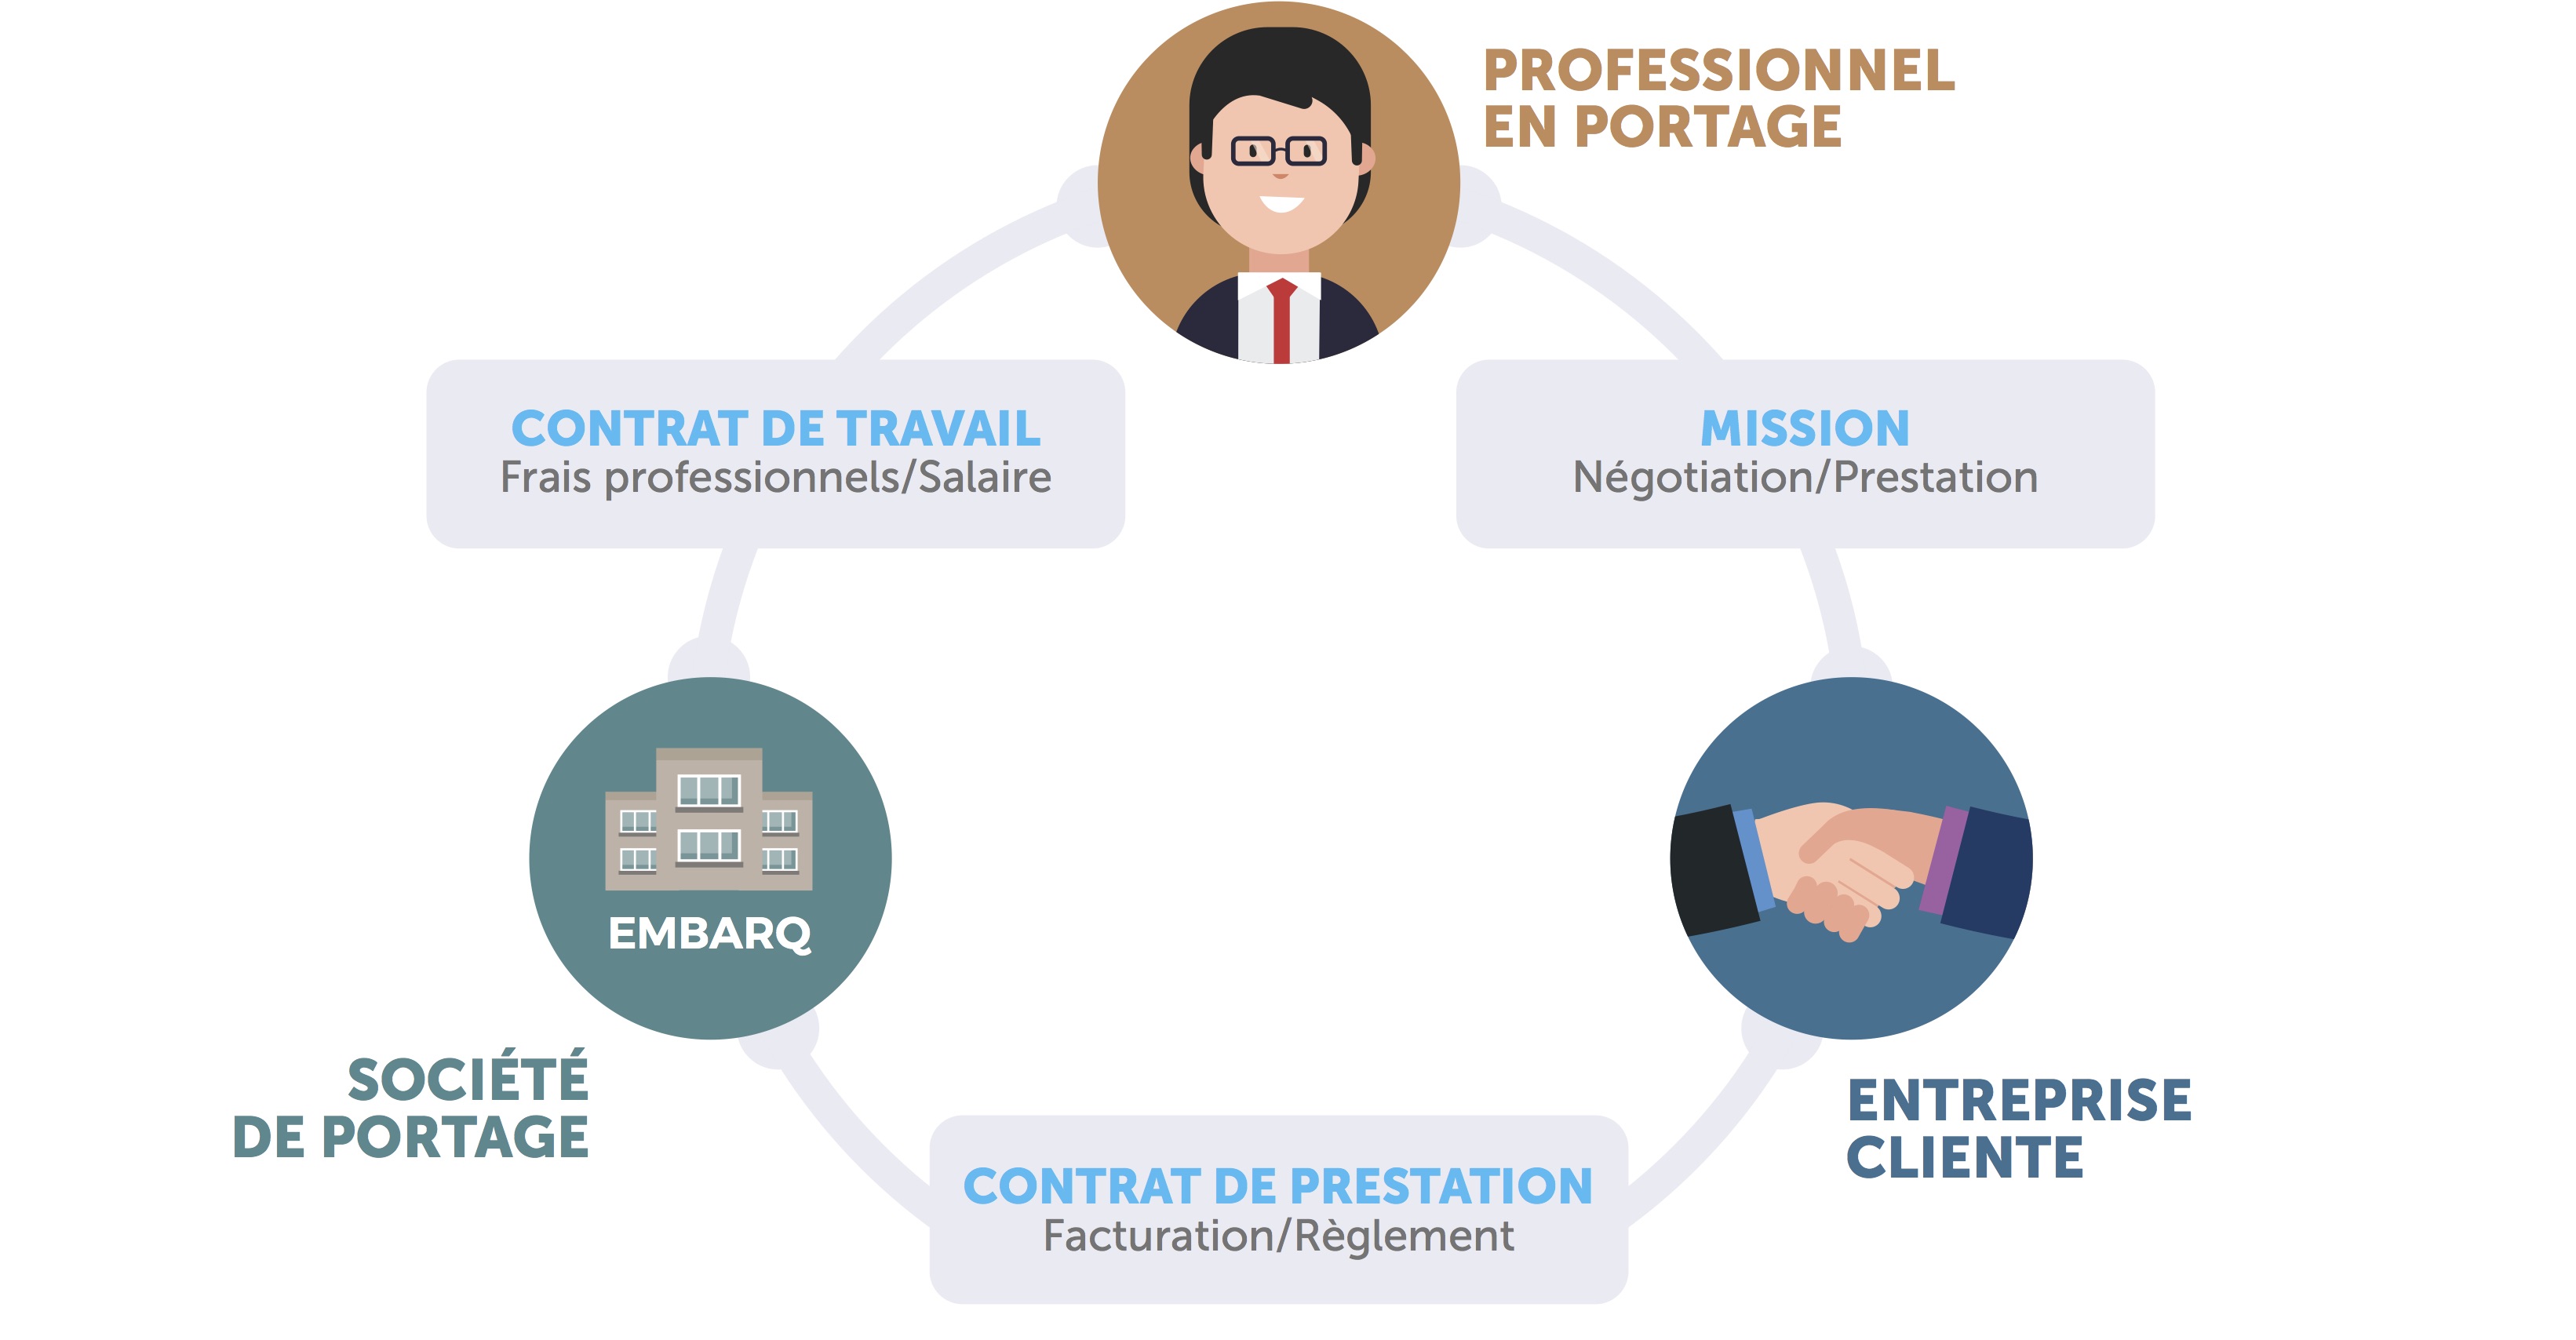 PROFESSIONNEL
EN PORTAGE
CONTRAT DE TRAVAIL
Frais professionnels/Salaire
MISSION
Négotiation/Prestation
EMBARQ
SOCIÉTÉ
DE PORTAGE
ENTREPRISE
CLIENTE
CONTRAT DE PRESTATION
Facturation/Règlement